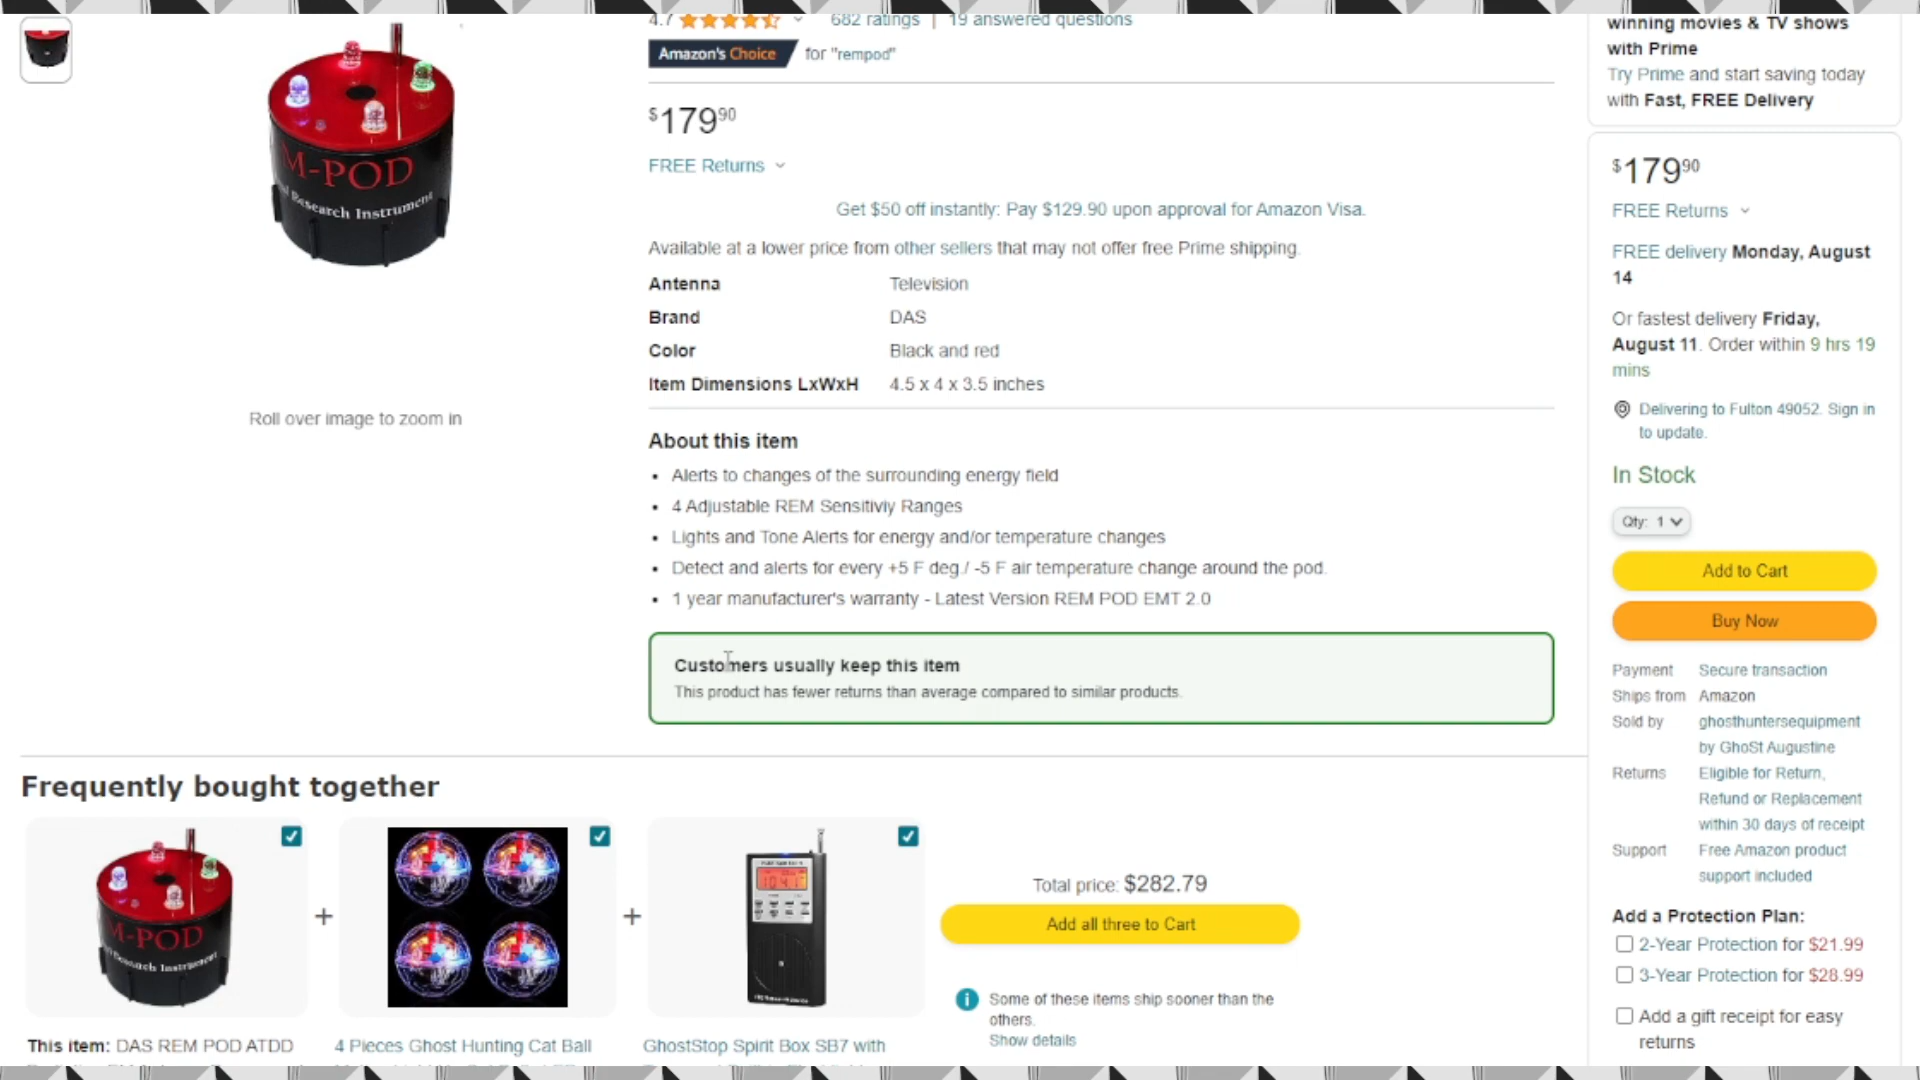 4.7 682 ratings | 19 answered questions
Amazon's Choice for "rempod"
$179 90
FREE Returns
Get $50 off instantly: Pay $129.90 upon approval for Amazon Visa.
Available at a lower price from other sellers that may not offer free Prime shipping.
Antenna Television
Brand DAS
Color Black and red
Item Dimensions LxWxH 4.5 x 4 x 3.5 inches
M-POD
Research Instrument
Roll over image to zoom in
About this item
• Alerts to changes of the surrounding energy field
• 4 Adjustable REM Sensitiviy Ranges
• Lights and Tone Alerts for energy and/or temperature changes
• Detect and alerts for every +5 F deg./ -5 F air temperature change around the pod.
• 1 year manufacturer's warranty - Latest Version REM POD EMT 2.0
Customers usually keep this item
This product has fewer returns than average compared to similar products.
winning movies & TV shows
with Prime
Try Prime and start saving today
with Fast, FREE Delivery
$179 90
FREE Returns
FREE delivery Monday, August
14
Or fastest delivery Friday,
August 11. Order within 9 hrs 19
mins
Delivering to Fulton 49052. Sign in
to update.
In Stock
Qty: 1
Add to Cart
Buy Now
Payment Secure transaction
Ships from Amazon
Sold by ghosthuntersequipment
by GhoSt Augustine
Returns Eligible for Return,
Refund or Replacement
within 30 days of receipt
Support Free Amazon product
support included
Add a Protection Plan:
2-Year Protection for $21.99
3-Year Protection for $28.99
Add a gift receipt for easy
returns
Frequently bought together
M-POD
Research Instrument
+
+
Total price: $282.79
Add all three to Cart
Some of these items ship sooner than the
others.
Show details
This item: DAS REM POD ATDD
4 Pieces Ghost Hunting Cat Ball
GhostStop Spirit Box SB7 with